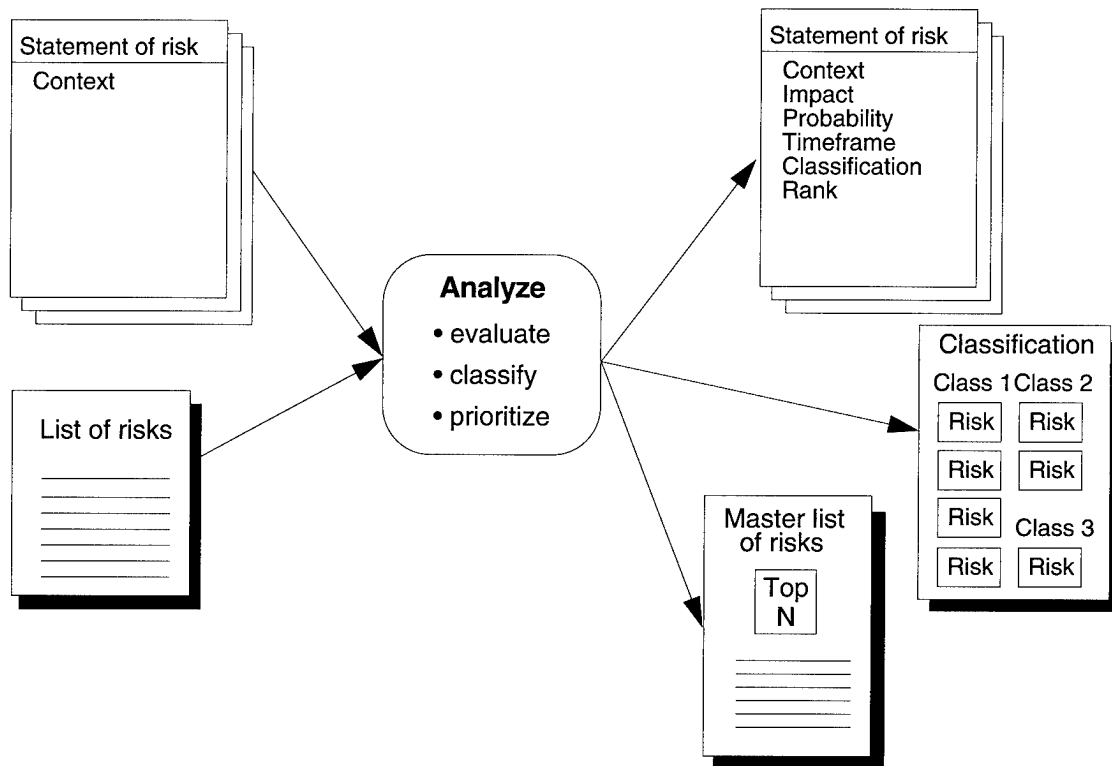 Statement of risk
Context
List of risks
Analyze
• evaluate
• classify
• prioritize
Statement of risk
Context
Impact
Probability
Timeframe
Classification
Rank
Classification
Class 1 Class 2
Risk Risk
Risk Risk
Risk
Class 3
Risk Risk
Master list
of risks
Top
N